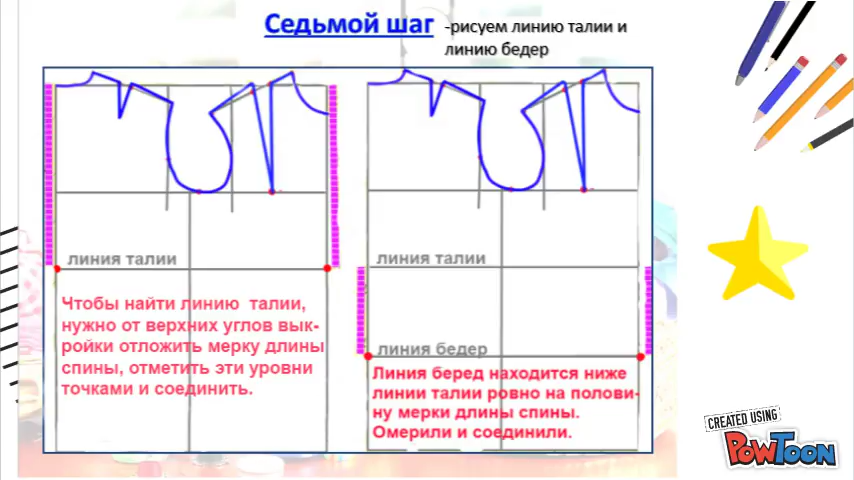 Седьмой шаг -рисуем линию талии и
линию бедер
линия талии
Чтобы найти линию талии,
нужно от верхних углов вык-
ройки отложить мерку длины
спины, отметить эти уровни
точками и соединить.
линия талии
линия бедер
Линия беред находится ниже
линии талии ровно на полови-
ну мерки длины спины.
Омерили и соединили.
CREATED USING
POWTOON